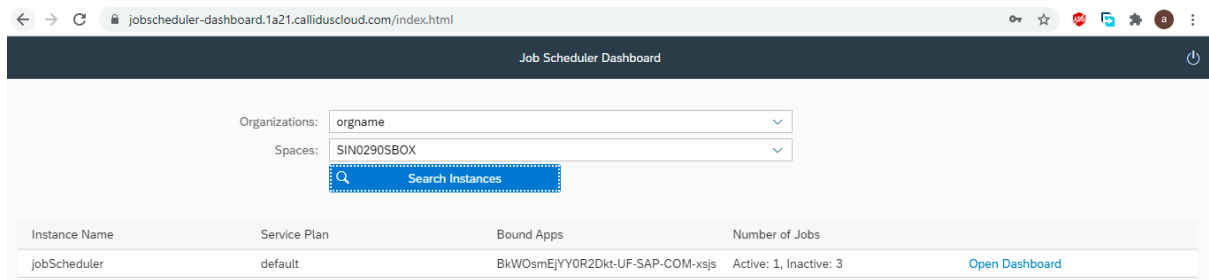 jobscheduler-dashboard.1a21.calliduscloud.com/index.html
a
Job Scheduler Dashboard
Organizations: orgname
Spaces: SIN0290SBOX
Search Instances
Instance Name Service Plan Bound Apps Number of Jobs
jobScheduler default BkWOsmEjYY0R2Dkt-UF-SAP-COM-xsjs Active: 1, Inactive: 3 Open Dashboard